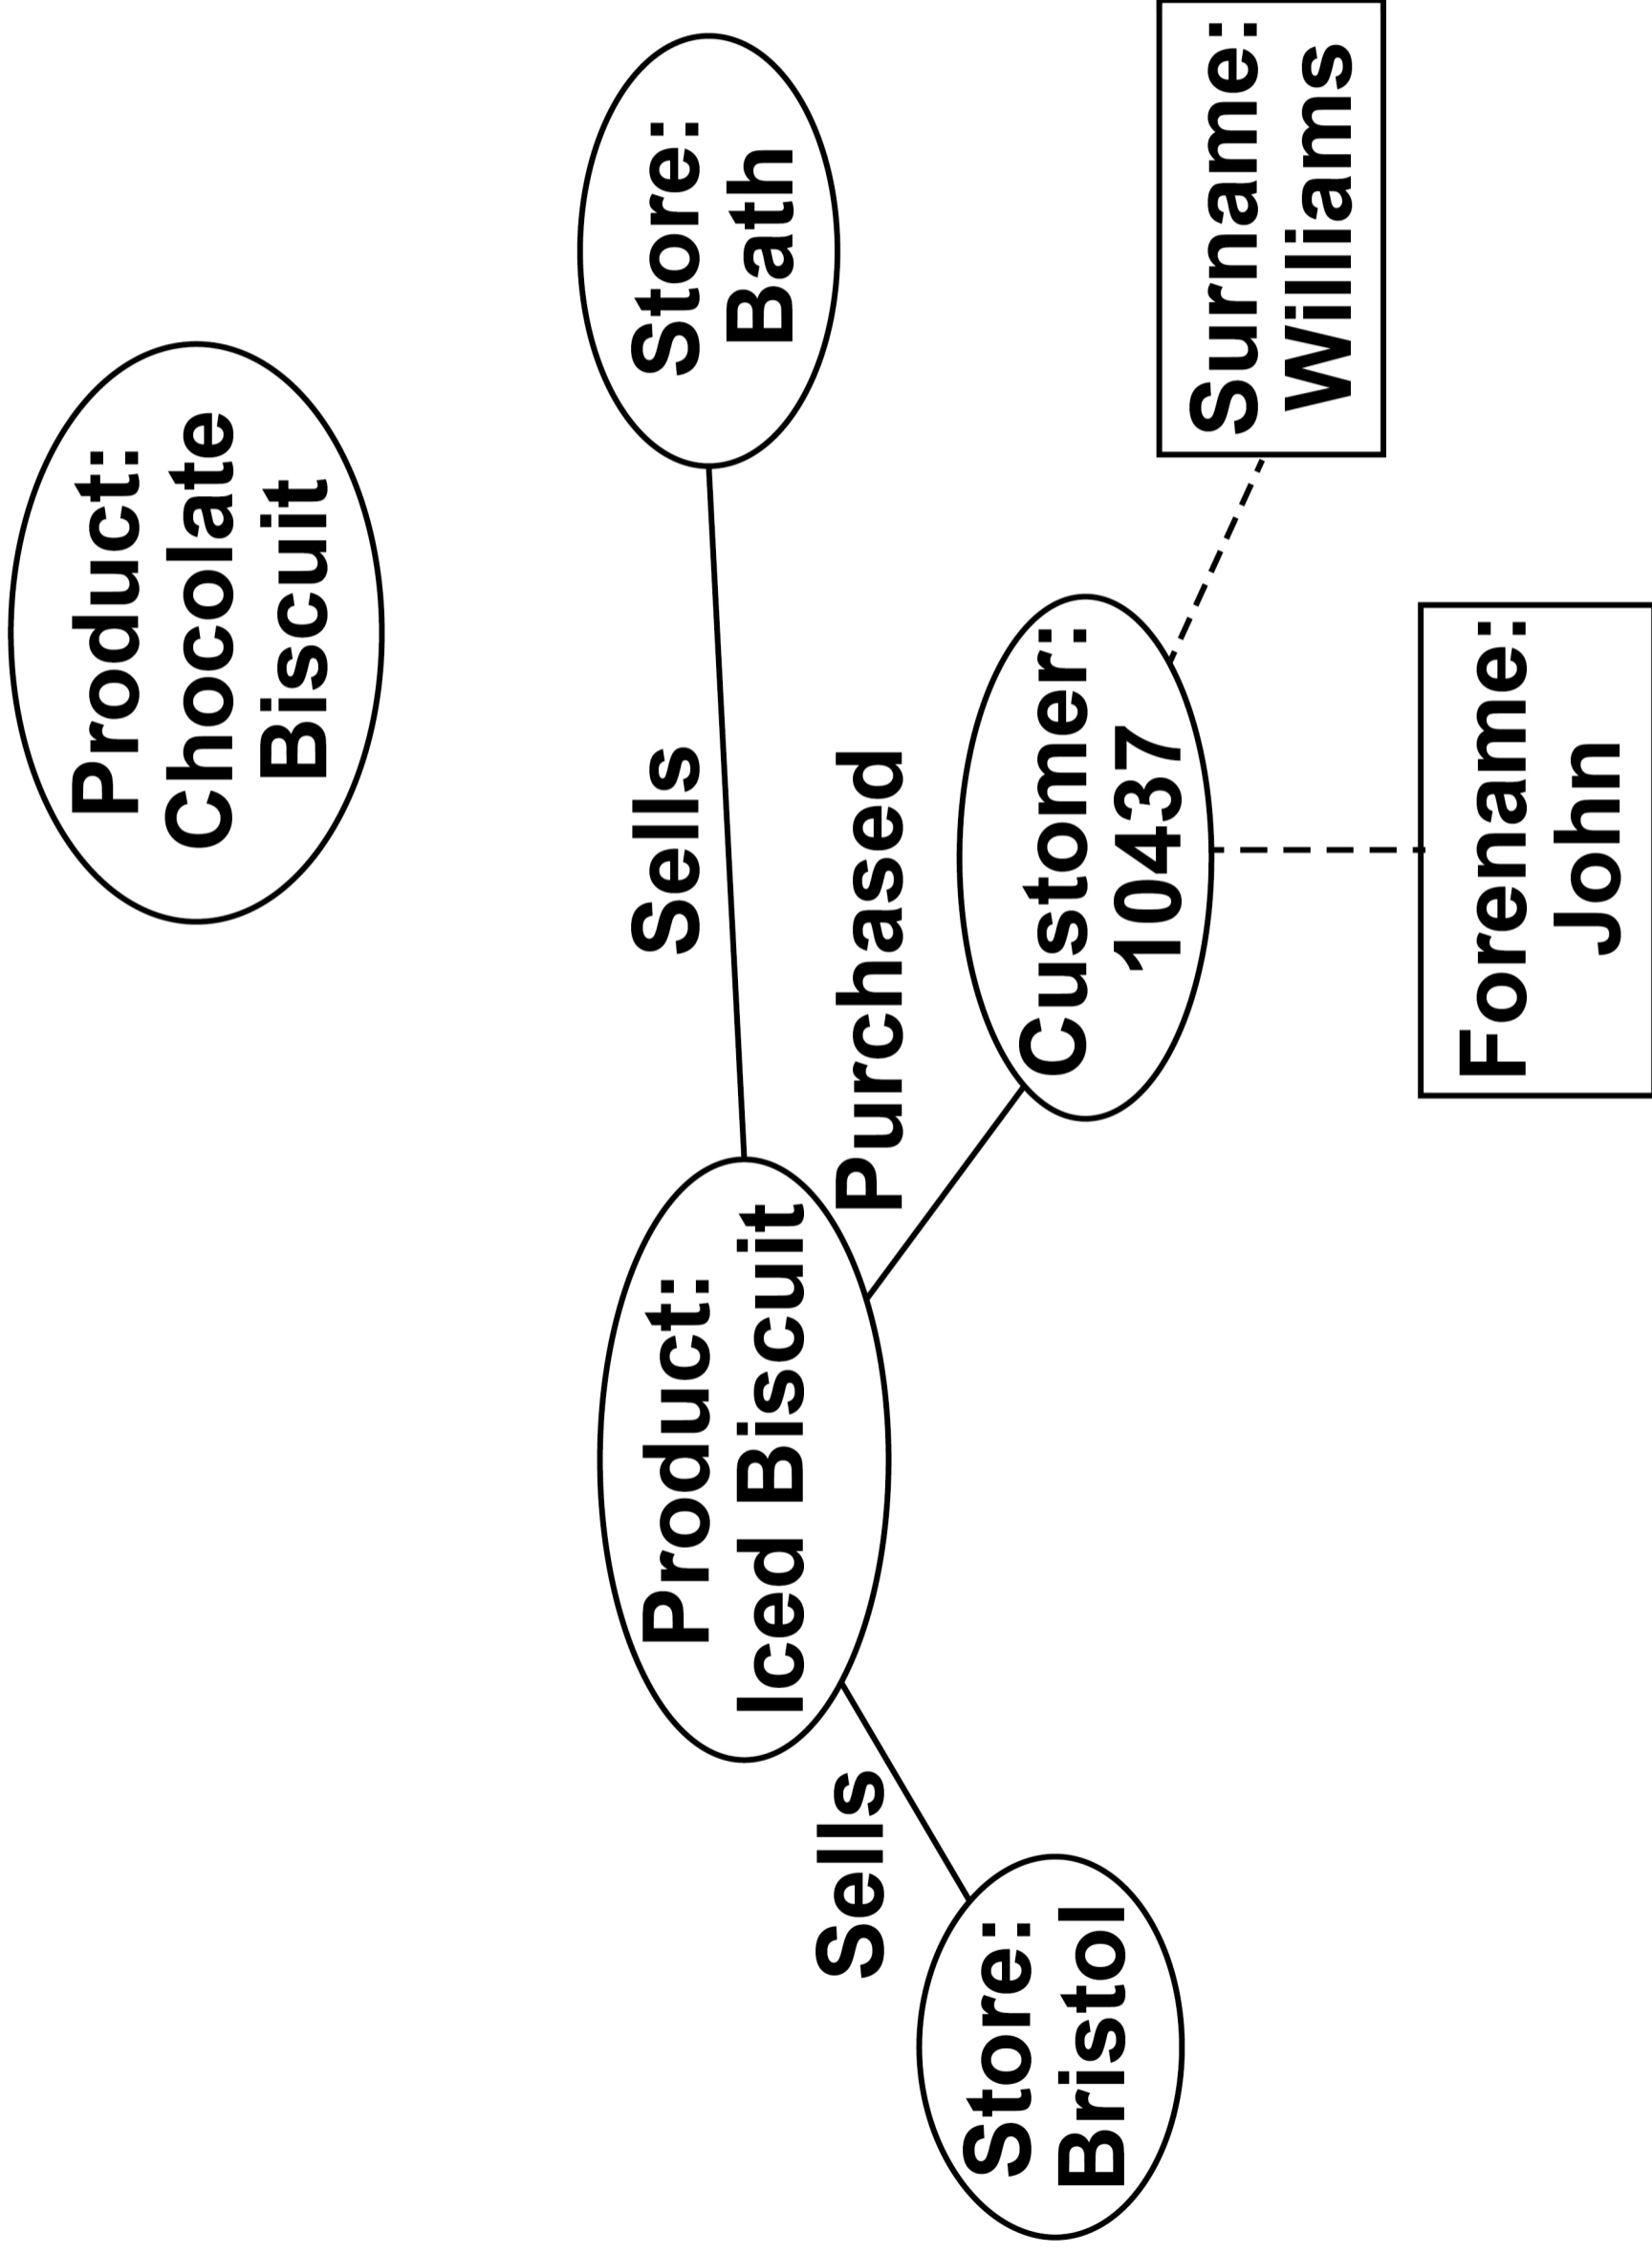 Product:
Chocolate
Biscuit
Sells
Store:
Bath
Product:
Iced Biscuit
Sells
Purchased
Store:
Bristol
Customer:
10437
Surname:
Williams
Forename:
John